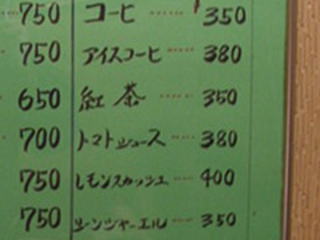 750 コーヒ ····· 350
750 アイスコーヒ ····· 380
650 紅茶 ····· 350
700 トマトジュース ···· 380
750 レモンスカッシュ ···· 400
750 ジンジャーエル ···· 350